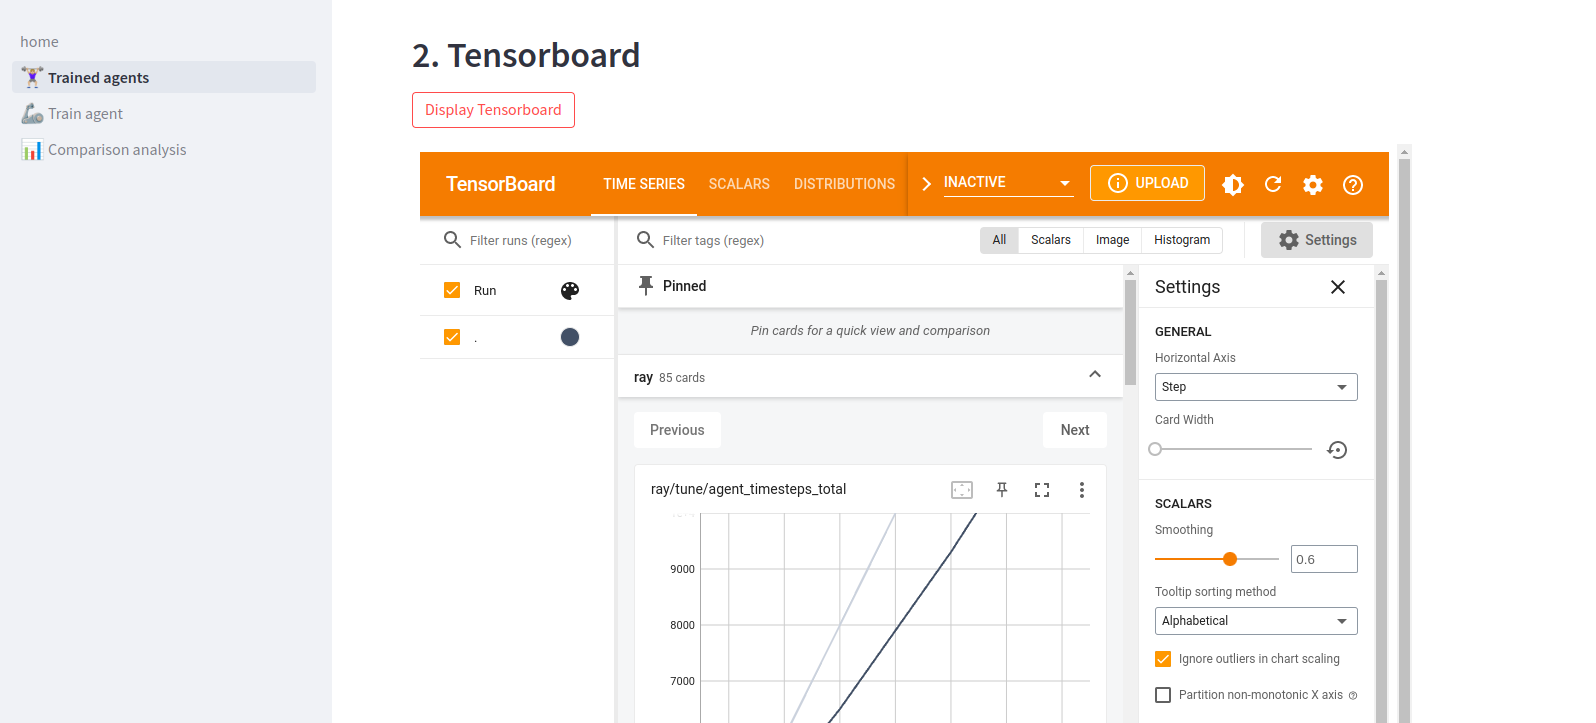 home
Trained agents
Train agent
Comparison analysis
2. Tensorboard
Display Tensorboard
TensorBoard TIME SERIES SCALARS DISTRIBUTIONS INACTIVE UPLOAD
Filter runs (regex)
Filter tags (regex) All Scalars Image Histogram Settings
Run
.
Pinned
Pin cards for a quick view and comparison
ray 85 cards
Previous Next
ray/tune/agent_timesteps_total
9000
8000
7000
Settings
GENERAL
Horizontal Axis
Step
Card Width
SCALARS
Smoothing
0.6
Tooltip sorting method
Alphabetical
Ignore outliers in chart scaling
Partition non-monotonic X axis